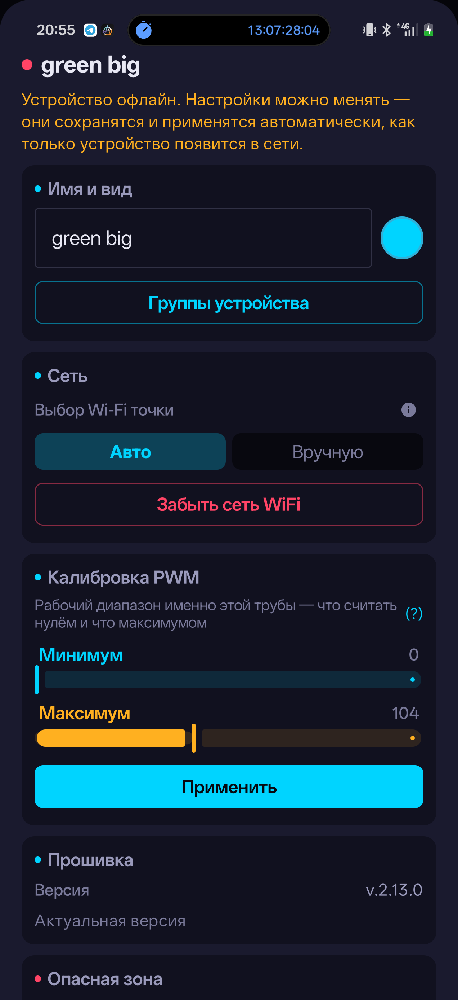 20:55
13:07:28:04
4G
green big
Устройство офлайн. Настройки можно менять —
они сохранятся и применятся автоматически, как
только устройство появится в сети.
Имя и вид
green big
Группы устройства
Сеть
Выбор Wi-Fi точки
Авто
Вручную
Забыть сеть WiFi
Калибровка PWM
Рабочий диапазон именно этой трубы — что считать
нулём и что максимумом
(?)
Минимум
0
Максимум
104
Применить
Прошивка
Версия
v.2.13.0
Актуальная версия
Опасная зона